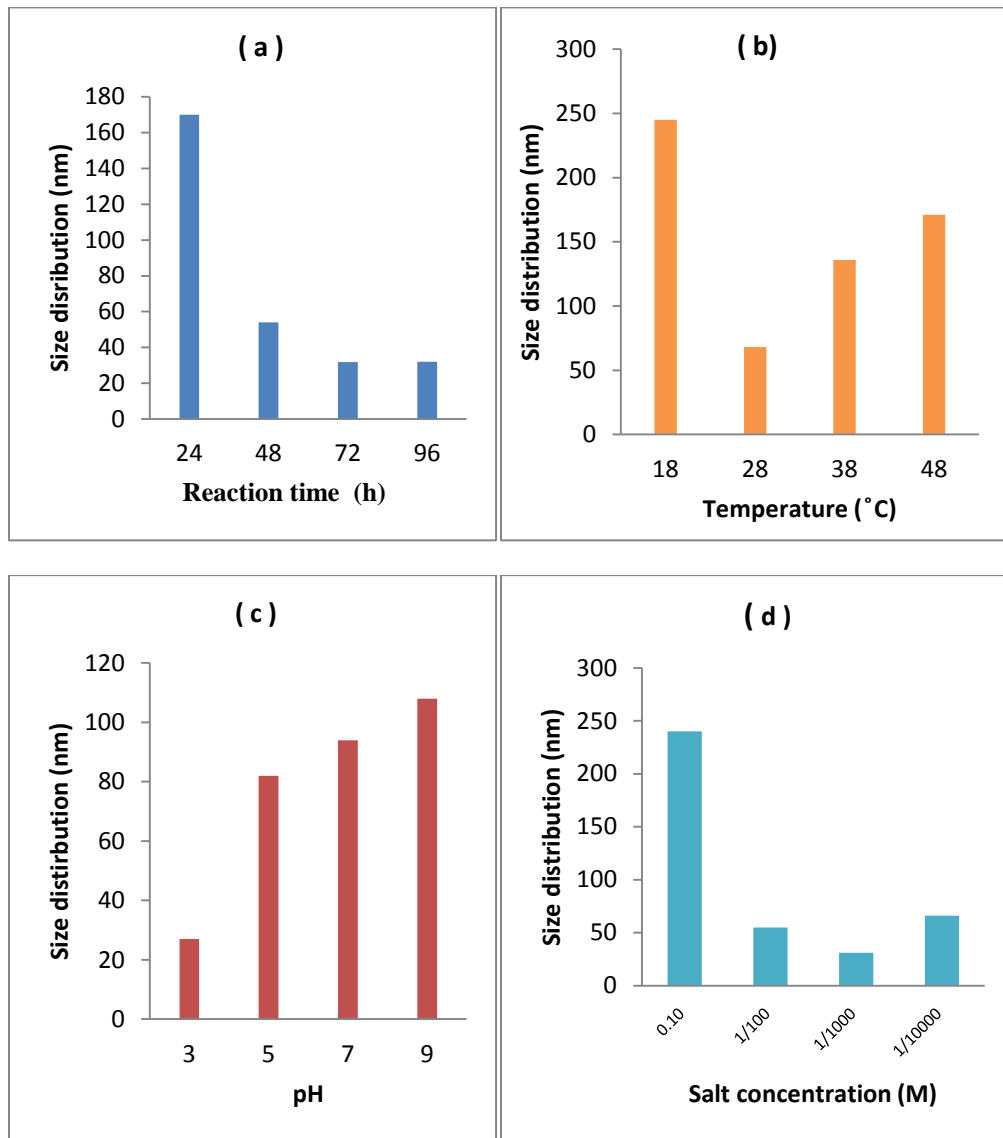 ( a )
Size disribution (nm)
180
160
140
120
100
80
60
40
20
0
24 48 72 96
Reaction time (h)
( b)
Size distribution (nm)
300
250
200
150
100
50
0
18 28 38 48
Temperature (˚C)
( c )
Size distirbution (nm)
120
100
80
60
40
20
0
3 5 7 9
pH
( d )
Size distribution (nm)
300
250
200
150
100
50
0
0.10 1/100 1/1000 1/10000
Salt concentration (M)